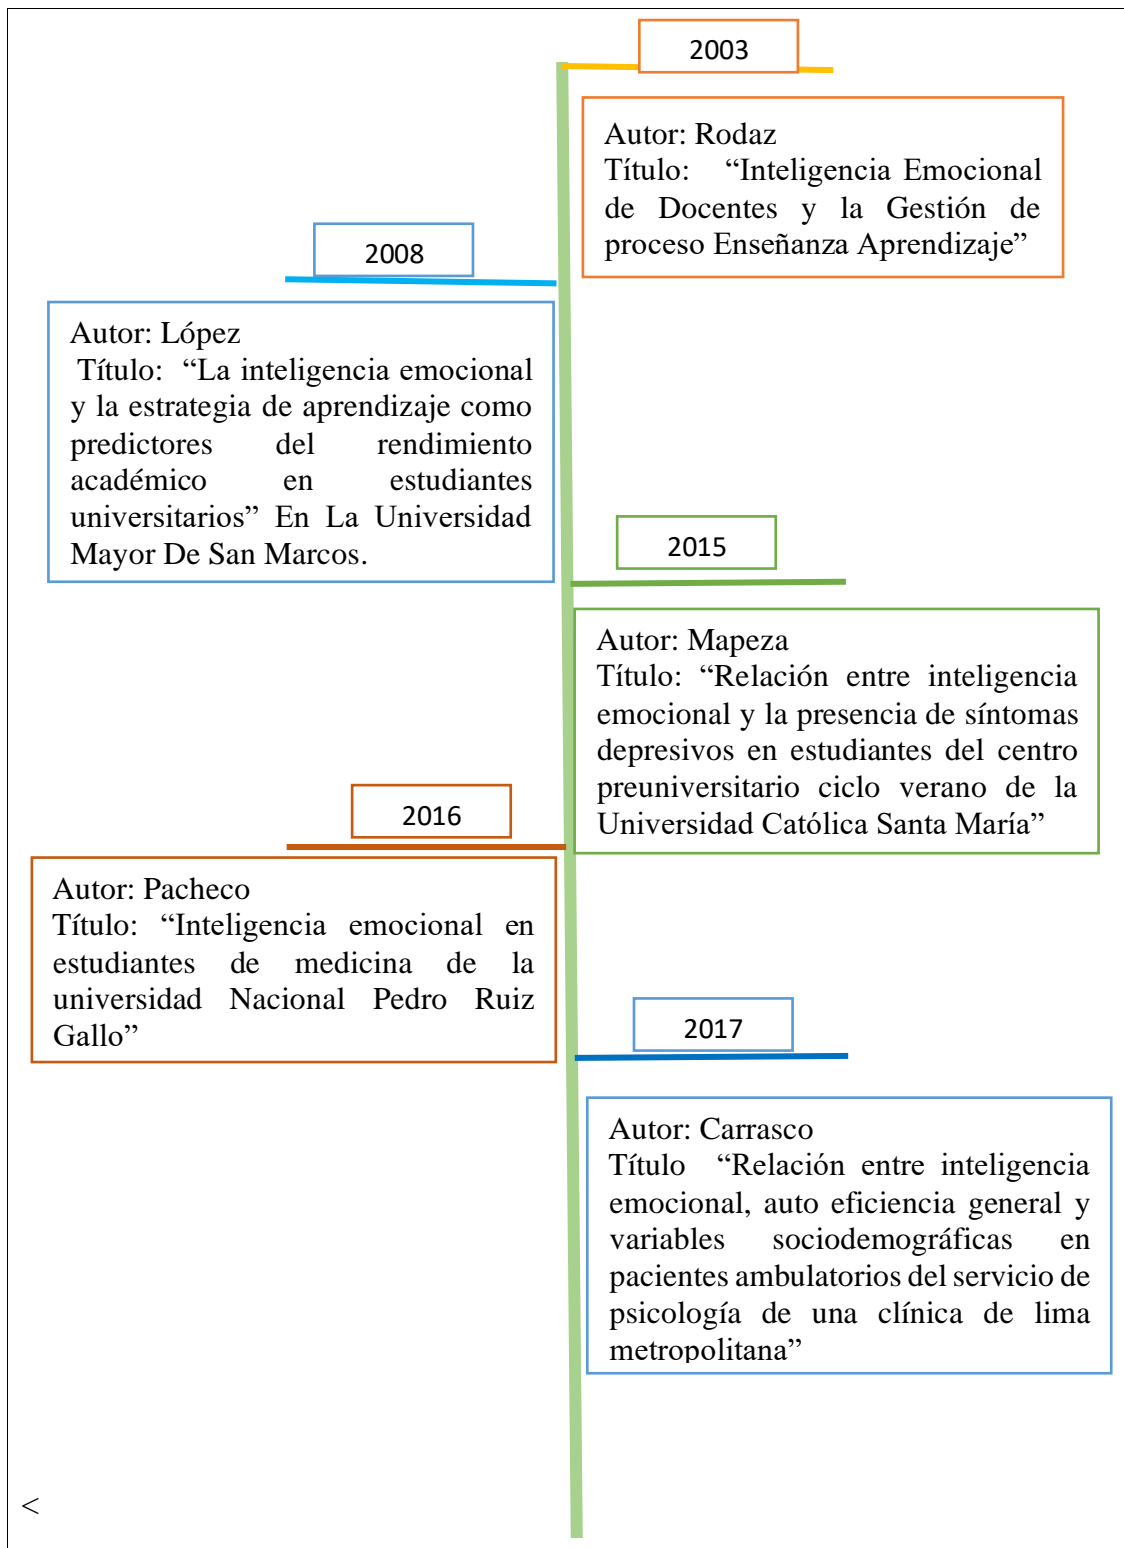 2003
Autor: Rodaz
Título: “Inteligencia Emocional
de Docentes y la Gestión de
proceso Enseñanza Aprendizaje”
2008
Autor: López
Título: “La inteligencia emocional
y la estrategia de aprendizaje como
predictores del rendimiento
académico en estudiantes
universitarios” En La Universidad
Mayor De San Marcos.
2015
Autor: Mapeza
Título: “Relación entre inteligencia
emocional y la presencia de síntomas
depresivos en estudiantes del centro
preuniversitario ciclo verano de la
Universidad Católica Santa María”
2016
Autor: Pacheco
Título: “Inteligencia emocional en
estudiantes de medicina de la
universidad Nacional Pedro Ruiz
Gallo”
2017
Autor: Carrasco
Título “Relación entre inteligencia
emocional, auto eficiencia general y
variables sociodemográficas en
pacientes ambulatorios del servicio de
psicología de una clínica de lima
metropolitana”
<